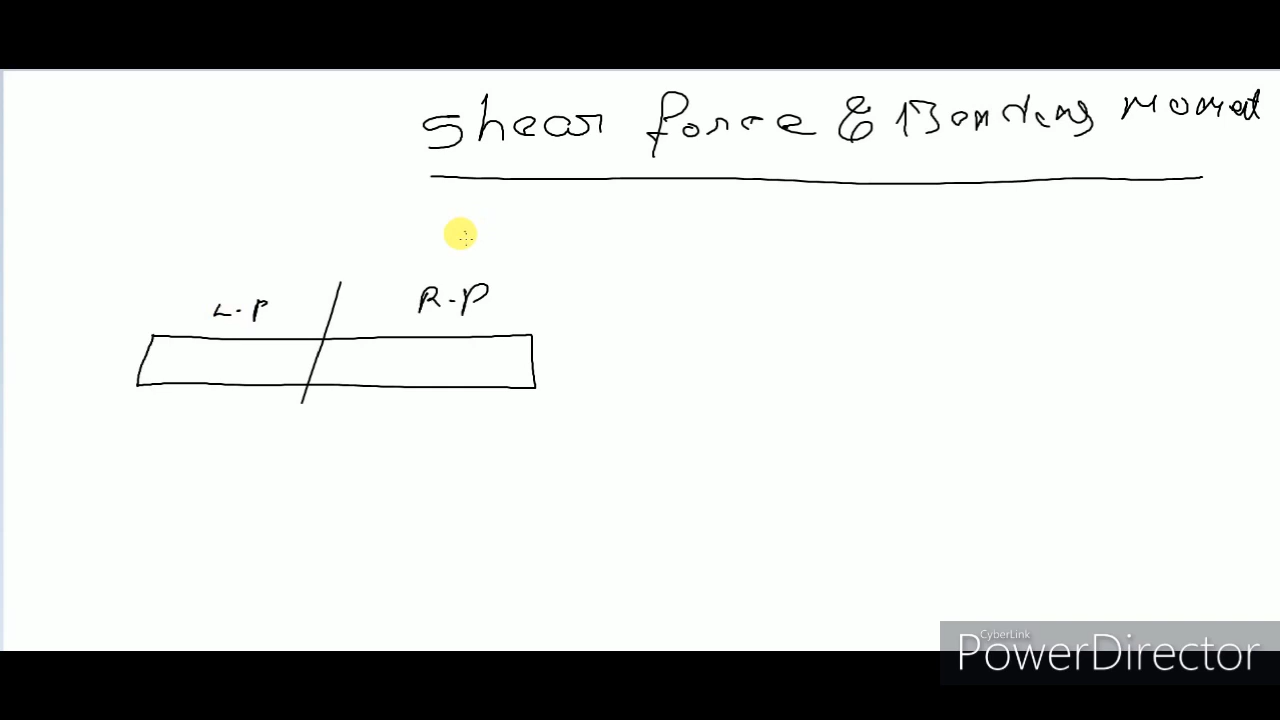 Shear force & Bending Moment
L.P
R.P
CyberLink
PowerDirector